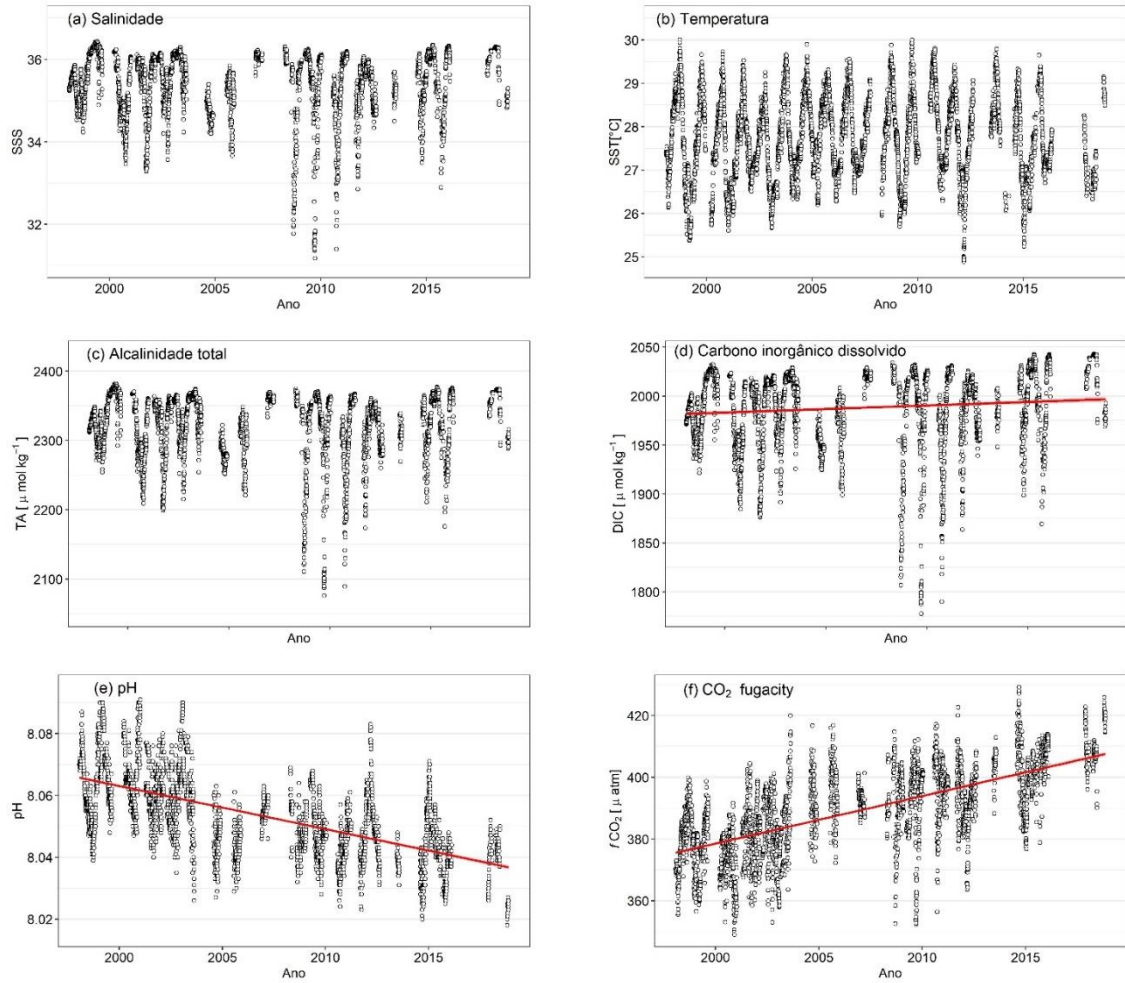 (a) Salinidade
SSS
36
34
32
2000 2005 2010 2015
Ano
(b) Temperatura
SST[°C]
30
29
28
27
26
25
2000 2005 2010 2015
Ano
(c) Alcalinidade total
TA [ μ mol kg⁻¹]
2400
2300
2200
2100
Ano
(d) Carbono inorgânico dissolvido
DIC [ μ mol kg⁻¹]
2050
2000
1950
1900
1850
1800
Ano
(e) pH
pH
8.08
8.06
8.04
8.02
2000 2005 2010 2015
Ano
(f) CO₂ fugacity
fCO₂ [ μ atm]
420
400
380
360
2000 2005 2010 2015
Ano